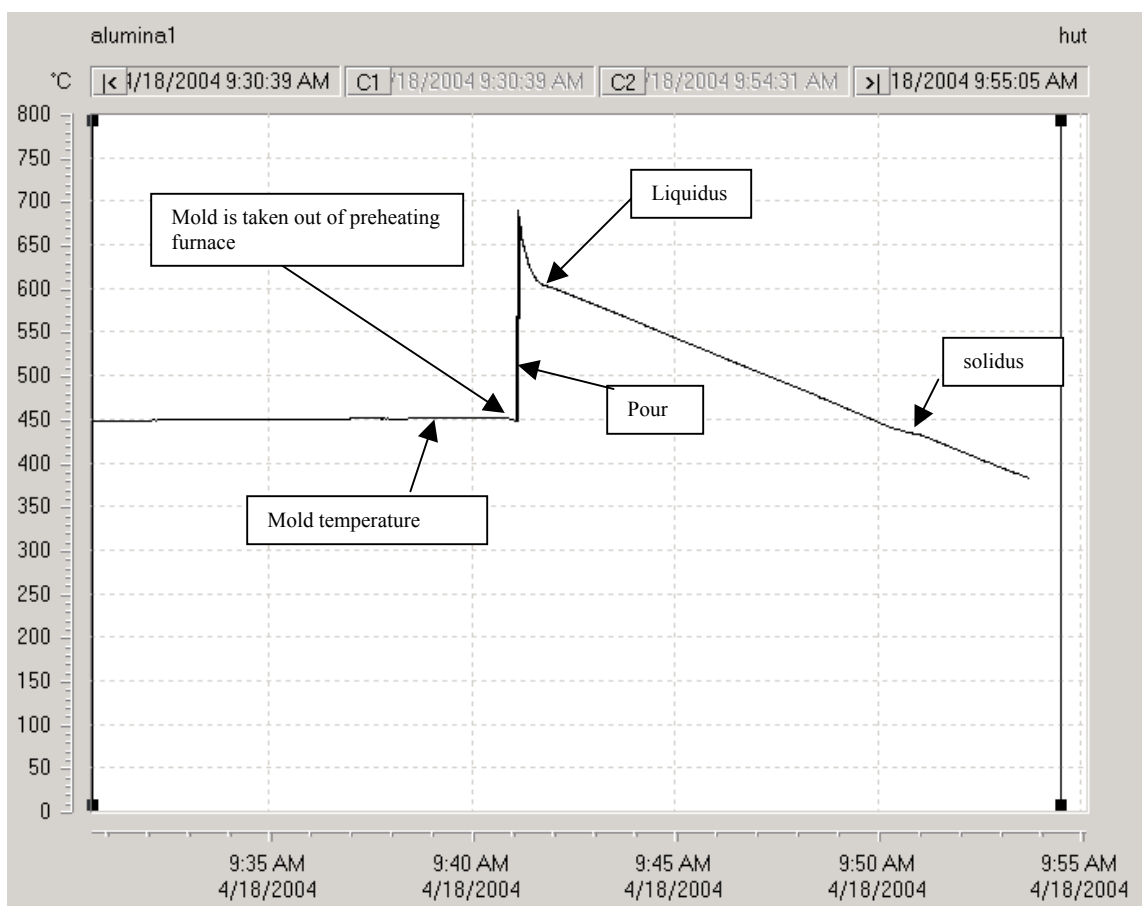 alumina1 hut
°C |< 1/18/2004 9:30:39 AM C1 /18/2004 9:30:39 AM C2 /18/2004 9:54:31 AM >| 18/2004 9:55:05 AM
800
750
700
650
600
550
500
450
400
350
300
250
200
150
100
50
0
Mold is taken out of preheating
furnace
Liquidus
solidus
Pour
Mold temperature
9:35 AM 9:40 AM 9:45 AM 9:50 AM 9:55 AM
4/18/2004 4/18/2004 4/18/2004 4/18/2004 4/18/2004